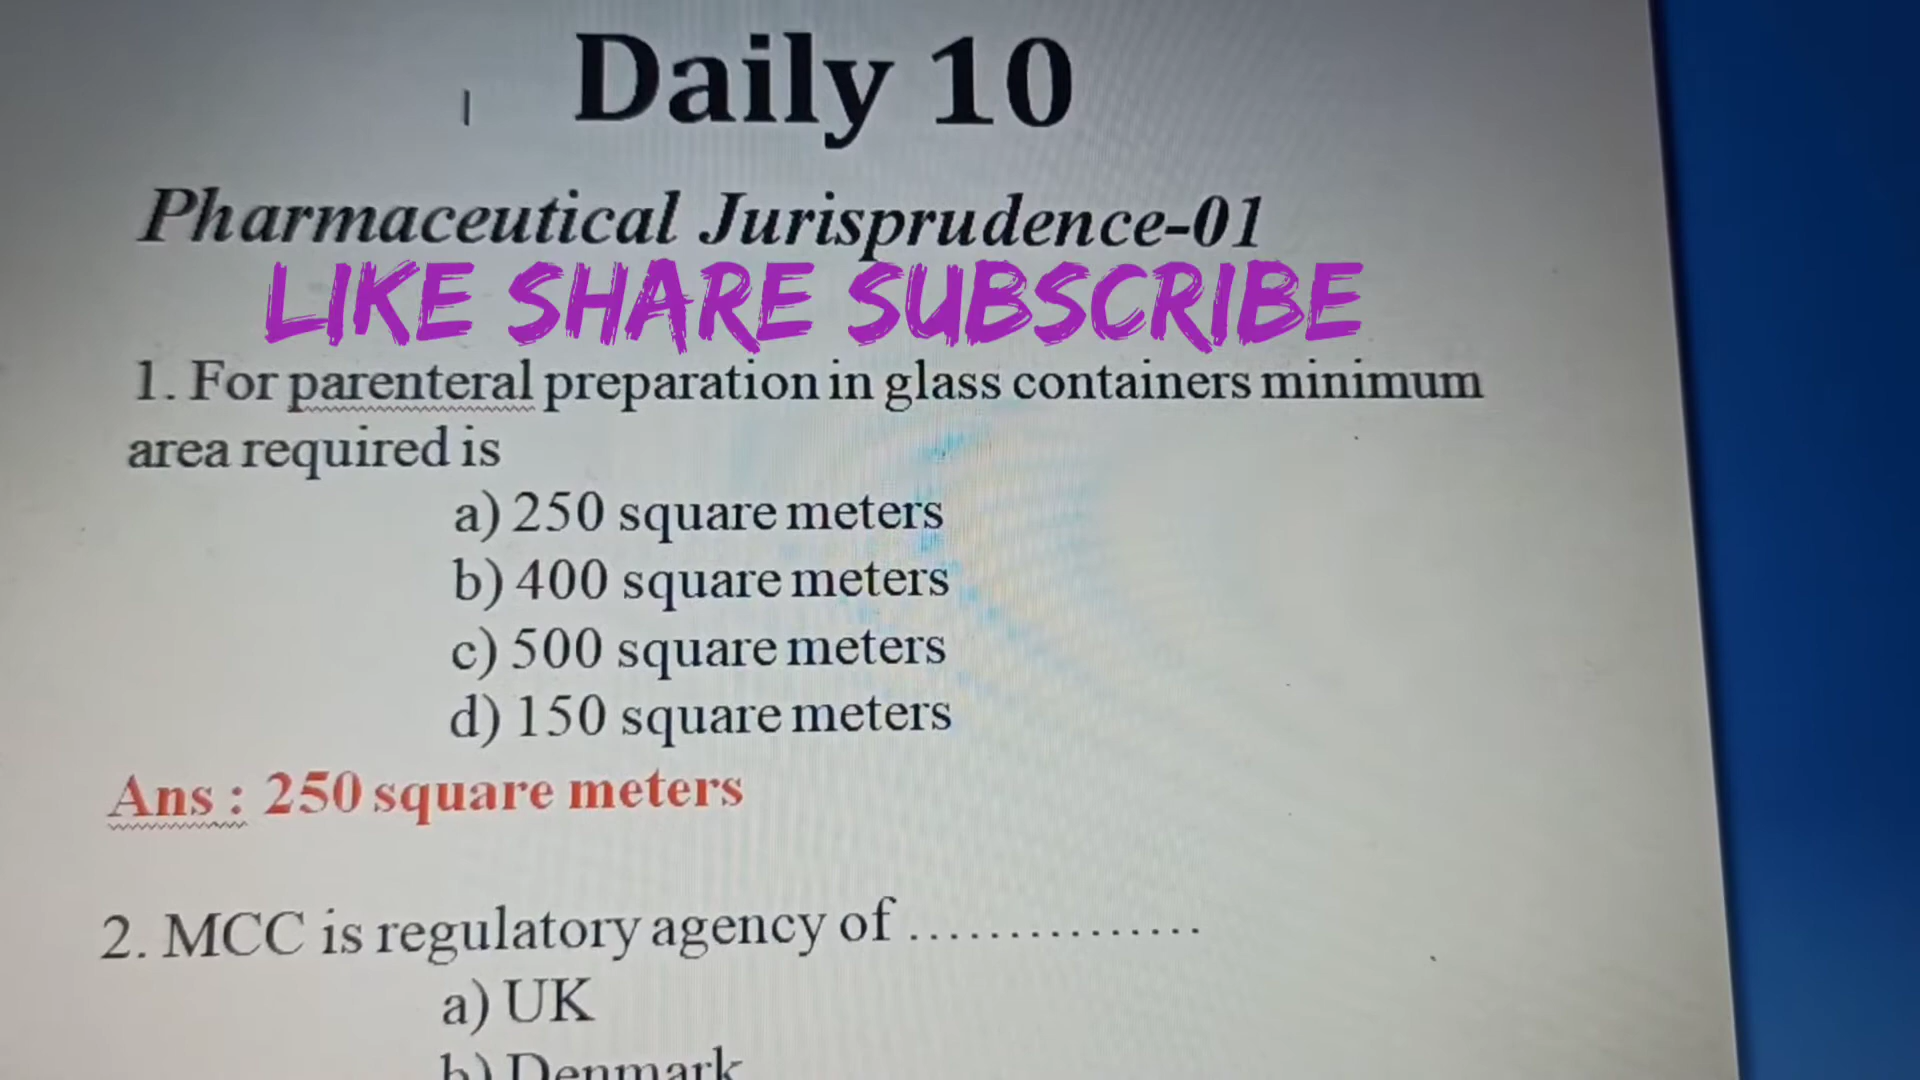 Daily 10
Pharmaceutical Jurisprudence-01
LIKE SHARE SUBSCRIBE
1. For parenteral preparation in glass containers minimum
area required is
a) 250 square meters
b) 400 square meters
c) 500 square meters
d) 150 square meters
Ans : 250 square meters
2. MCC is regulatory agency of ...............
a) UK
b) Denmark